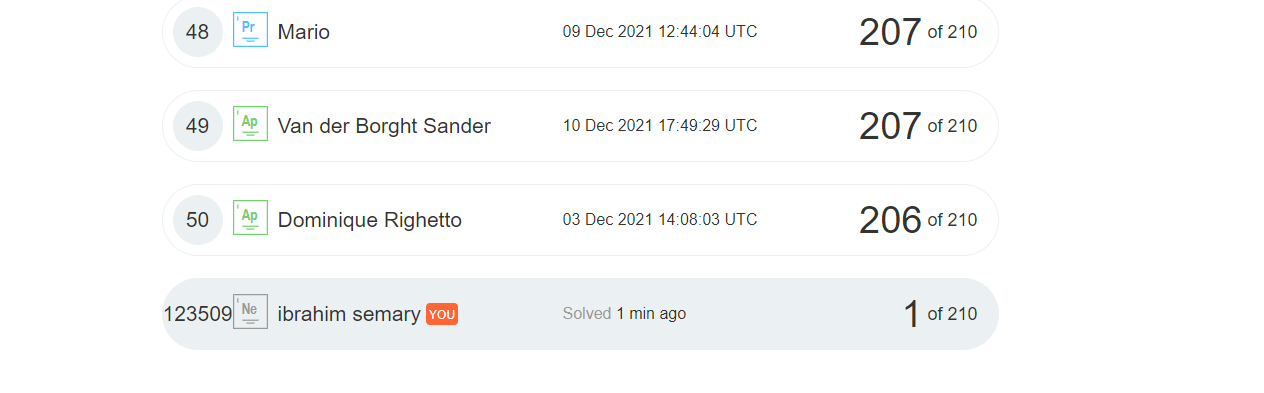 48 Pr Mario 09 Dec 2021 12:44:04 UTC 207 of 210
49 Ap Van der Borght Sander 10 Dec 2021 17:49:29 UTC 207 of 210
50 Ap Dominique Righetto 03 Dec 2021 14:08:03 UTC 206 of 210
123509 Ne ibrahim semary YOU Solved 1 min ago 1 of 210